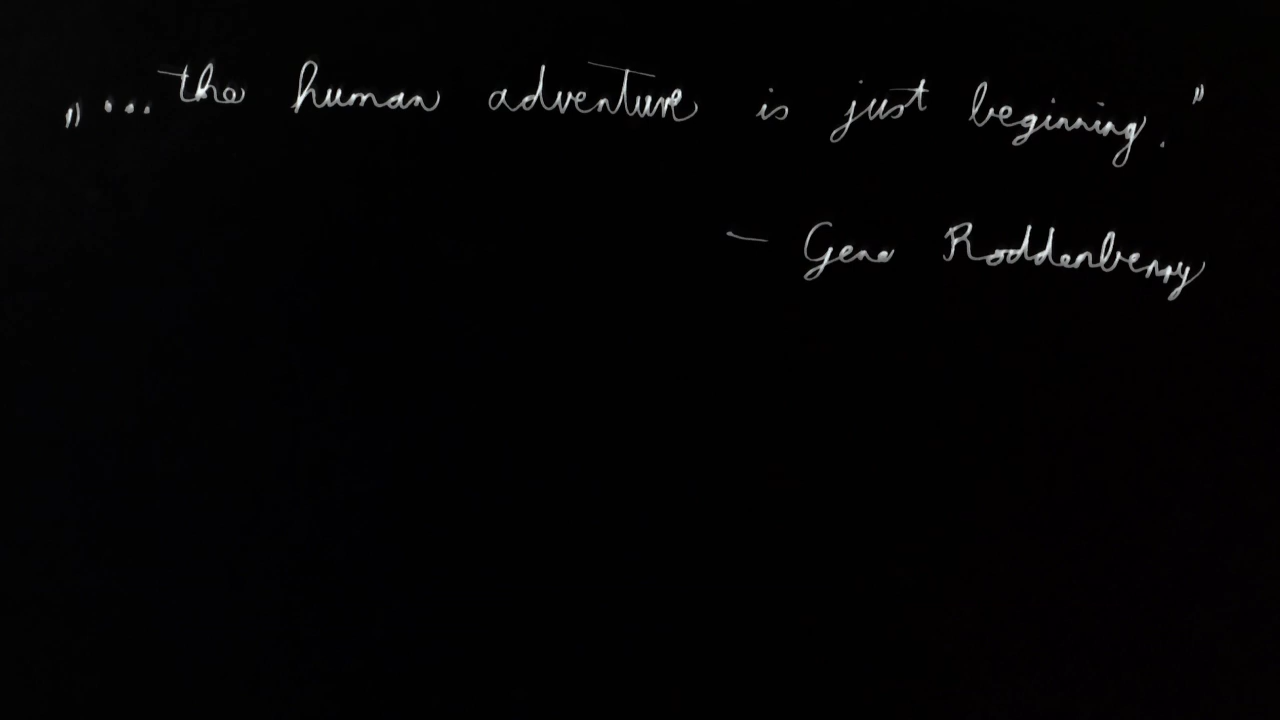 „...the human adventure is just beginning.”
— Gene Roddenberry